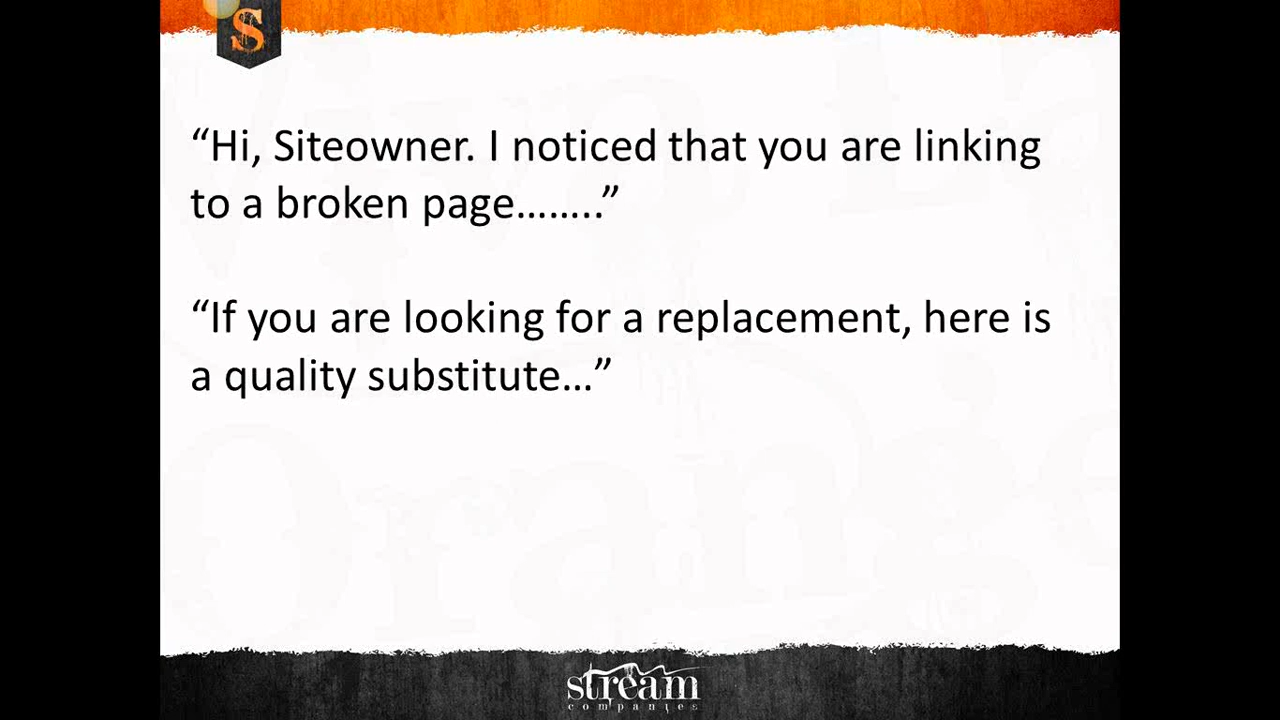 S
“Hi, Siteowner. I noticed that you are linking
to a broken page……..”
“If you are looking for a replacement, here is
a quality substitute…”
stream
companies